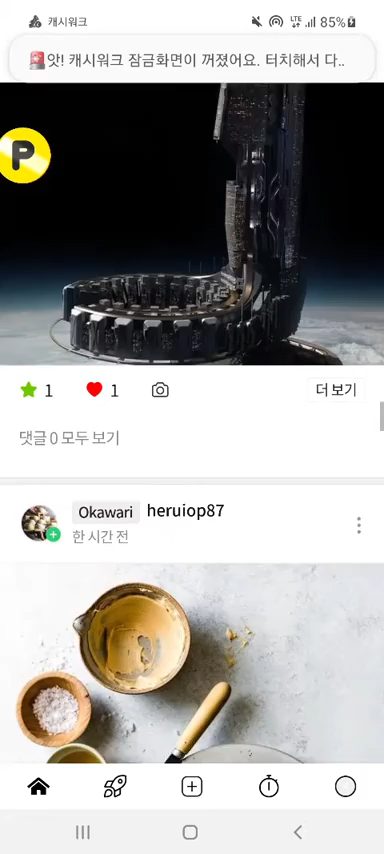 캐시워크
LTE 85%
🚨앗! 캐시워크 잠금화면이 꺼졌어요. 터치해서 다..
P
1 1 더보기
댓글 0 모두 보기
Okawari heruiop87
한 시간 전